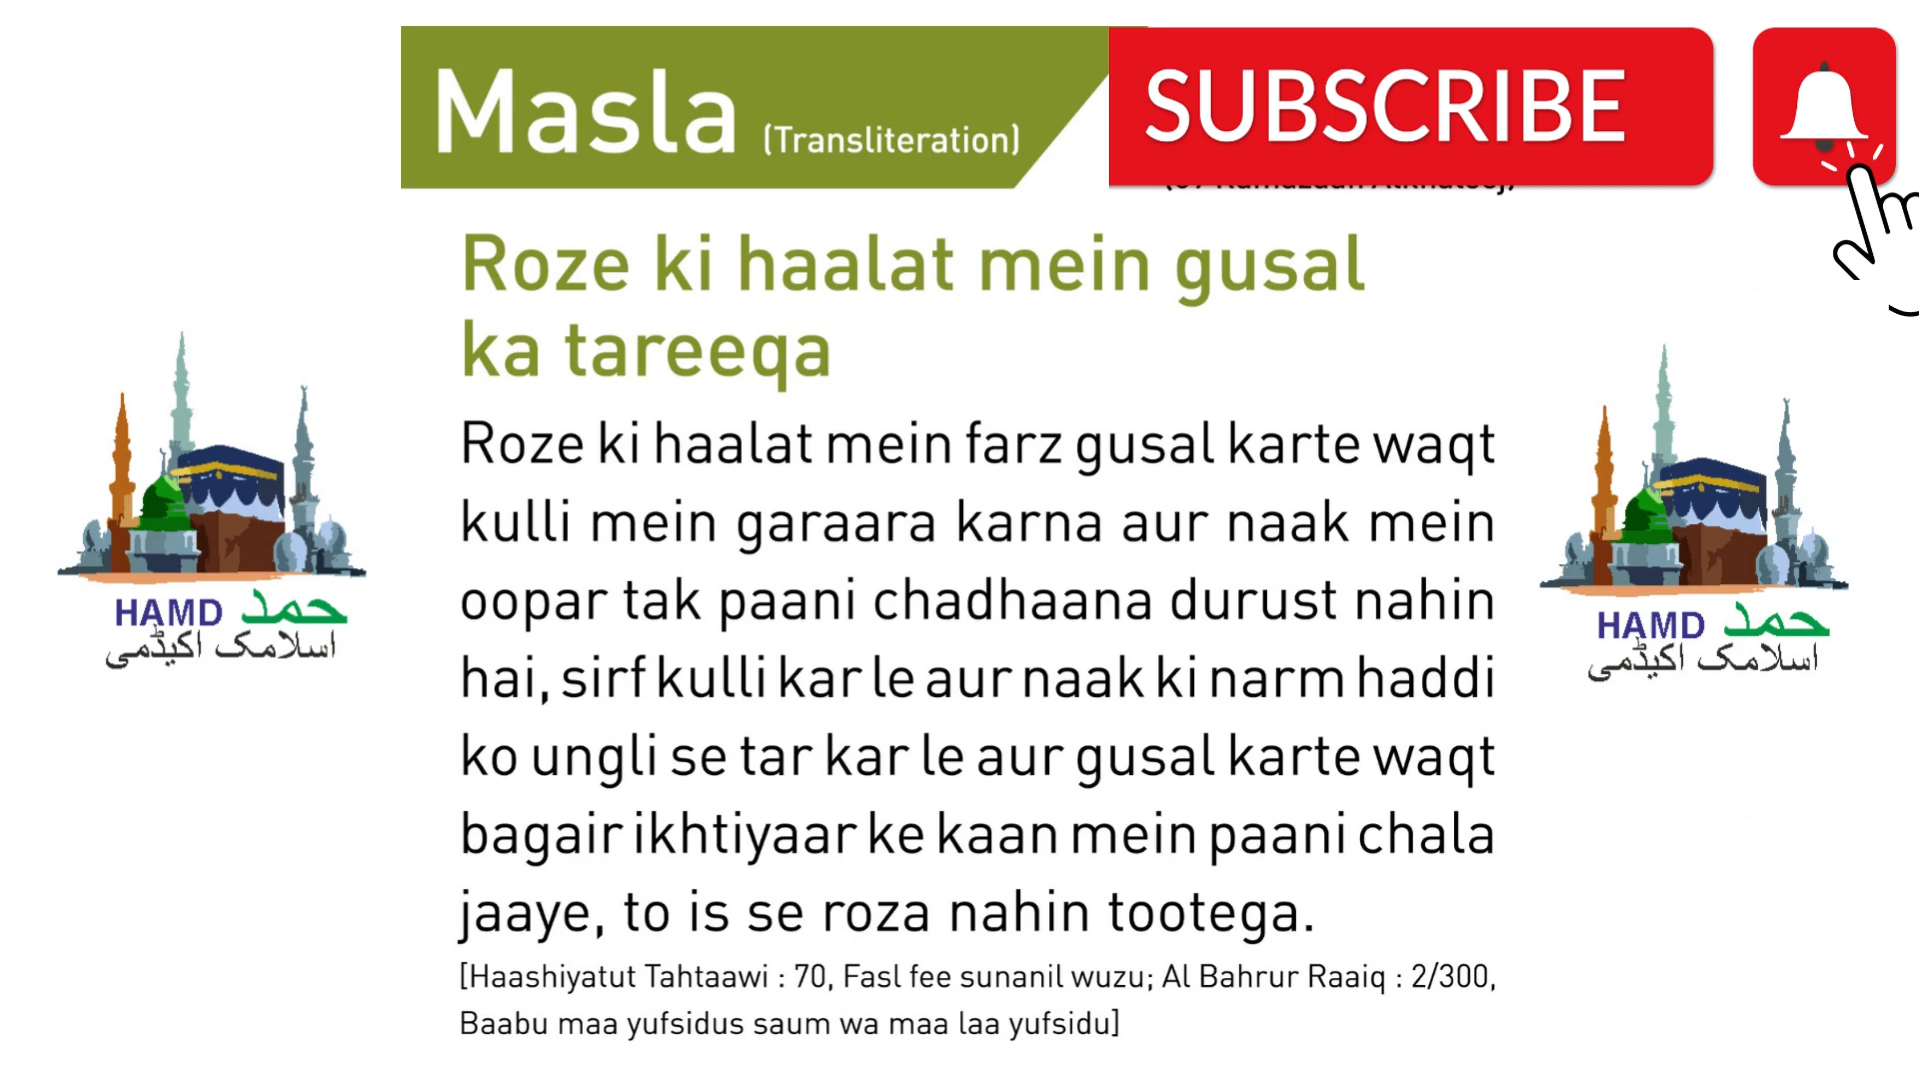 Masla (Transliteration)
SUBSCRIBE
Roze ki haalat mein gusal
ka tareeqa
Roze ki haalat mein farz gusal karte waqt
kulli mein garaara karna aur naak mein
oopar tak paani chadhaana durust nahin
hai, sirf kulli kar le aur naak ki narm haddi
ko ungli se tar kar le aur gusal karte waqt
bagair ikhtiyaar ke kaan mein paani chala
jaaye, to is se roza nahin tootega.
[Haashiyatut Tahtaawi : 70, Fasl fee sunanil wuzu; Al Bahrur Raaiq : 2/300,
Baabu maa yufsidus saum wa maa laa yufsidu]
HAMD حمد
اسلامک اکیڈمی
HAMD حمد
اسلامک اکیڈمی